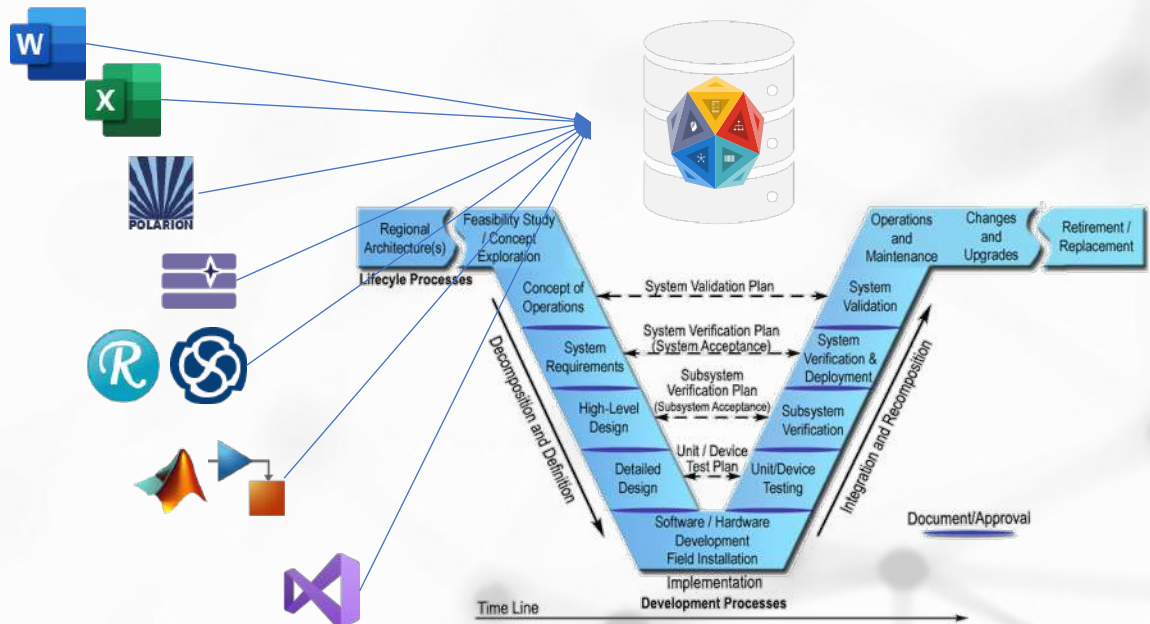 W
X
POLARION
R
Regional
Architecture(s)
Feasibility Study
/ Concept
Exploration
Operations
and
Maintenance
Changes
and
Upgrades
Retirement /
Replacement
Lifecyle Processes
Concept of
Operations
System Validation Plan
System
Validation
System
Requirements
System Verification Plan
(System Acceptance)
System
Verification &
Deployment
High-Level
Design
Subsystem
Verification Plan
(Subsystem Acceptance)
Subsystem
Verification
Detailed
Design
Unit / Device
Test Plan
Unit/Device
Testing
Decomposition and Definition
Integration and Recomposition
Software / Hardware
Development
Field Installation
Document/Approval
Implementation
Development Processes
Time Line